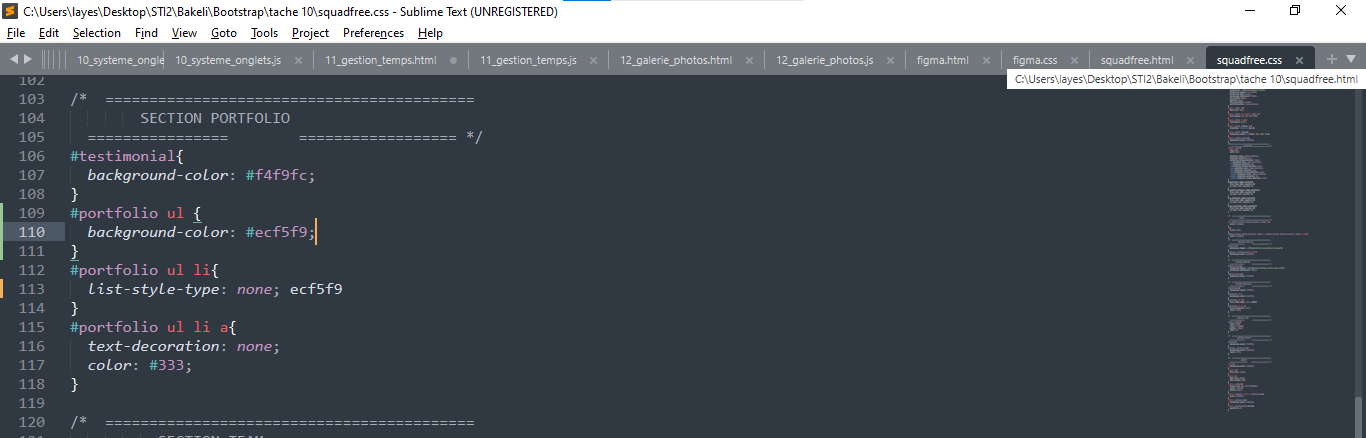 C:\Users\layes\Desktop\STI2\Bakeli\Bootstrap\tache 10\squadfree.css - Sublime Text (UNREGISTERED)
File Edit Selection Find View Goto Tools Project Preferences Help
10_systeme_ongle 10_systeme_onglets.js 11_gestion_temps.html 11_gestion_temps.js 12_galerie_photos.html 12_galerie_photos.js figma.html figma.css squadfree.html squadfree.css
C:\Users\layes\Desktop\STI2\Bakeli\Bootstrap\tache 10\squadfree.html
102
103 /* ==========================================
104 SECTION PORTFOLIO
105 ================ ================== */
106 #testimonial{
107 background-color: #f4f9fc;
108 }
109 #portfolio ul {
110 background-color: #ecf5f9;
111 }
112 #portfolio ul li{
113 list-style-type: none; ecf5f9
114 }
115 #portfolio ul li a{
116 text-decoration: none;
117 color: #333;
118 }
119
120 /* ==========================================
121 SECTION TEAM